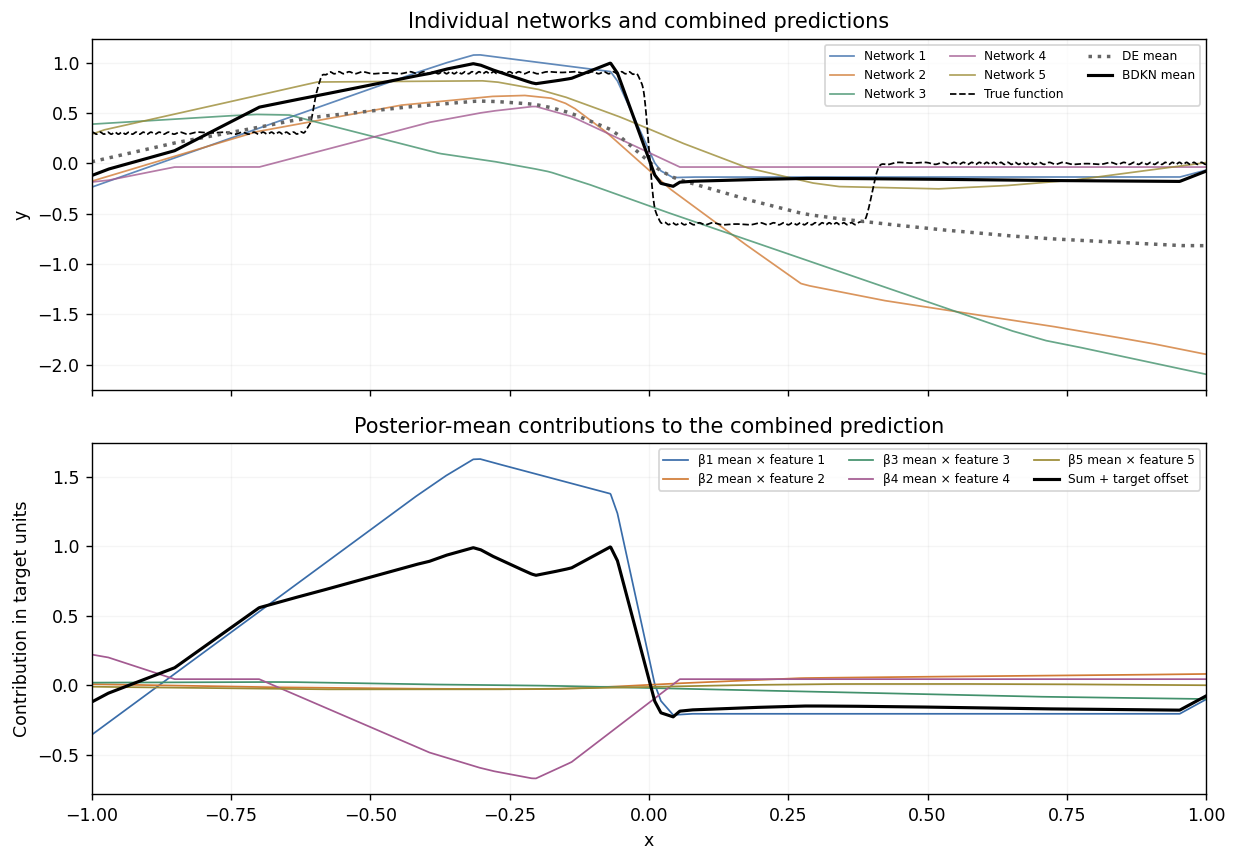 Individual networks and combined predictions
Network 1
Network 2
Network 3
Network 4
Network 5
True function
DE mean
BDKN mean
1.0
0.5
0.0
−0.5
−1.0
−1.5
−2.0
y
Posterior-mean contributions to the combined prediction
β1 mean × feature 1
β2 mean × feature 2
β3 mean × feature 3
β4 mean × feature 4
β5 mean × feature 5
Sum + target offset
1.5
1.0
0.5
0.0
−0.5
Contribution in target units
−1.00 −0.75 −0.50 −0.25 0.00 0.25 0.50 0.75 1.00
x